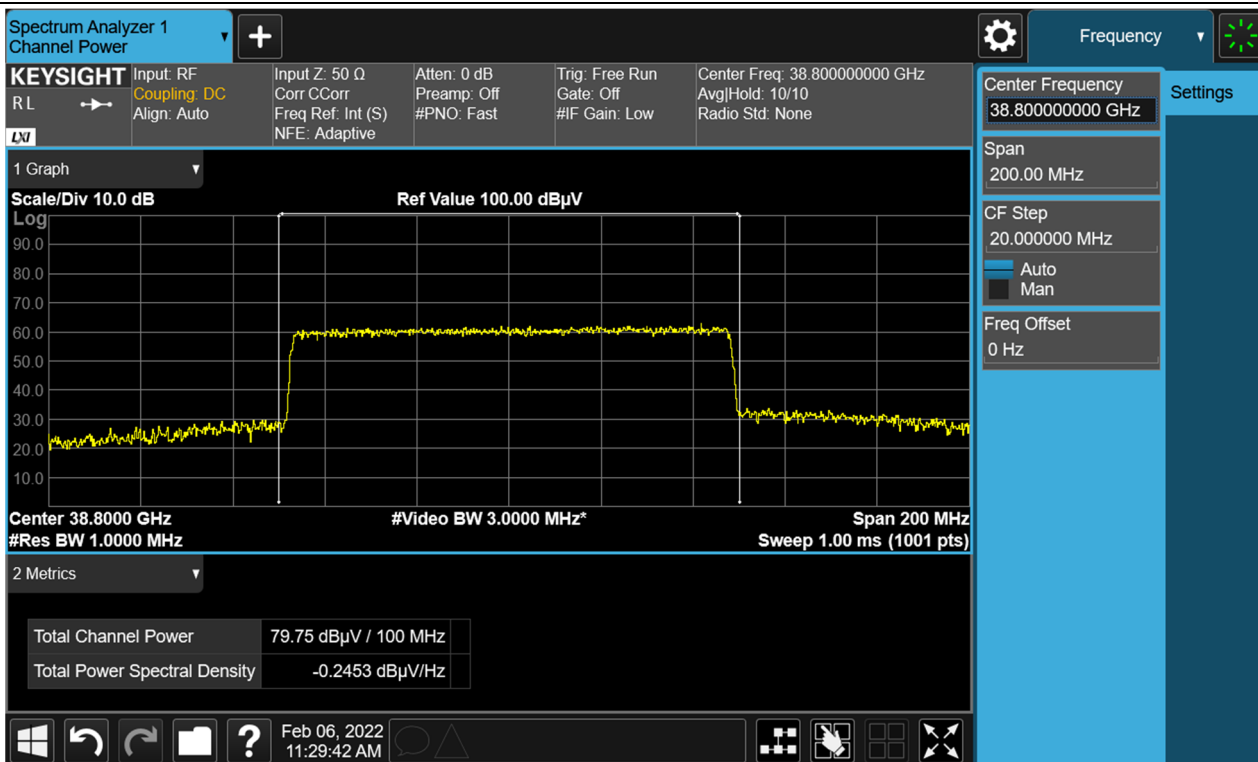 Spectrum Analyzer 1
Channel Power
Frequency
KEYSIGHT
R L
LXI
Input: RF
Coupling: DC
Align: Auto
Input Z: 50 Ω
Corr CCorr
Freq Ref: Int (S)
NFE: Adaptive
Atten: 0 dB
Preamp: Off
#PNO: Fast
Trig: Free Run
Gate: Off
#IF Gain: Low
Center Freq: 38.800000000 GHz
Avg|Hold: 10/10
Radio Std: None
Center Frequency
38.800000000 GHz
Settings
Span
200.00 MHz
CF Step
20.000000 MHz
Auto
Man
Freq Offset
0 Hz
1 Graph
Scale/Div 10.0 dB
Ref Value 100.00 dBµV
Log
90.0
80.0
70.0
60.0
50.0
40.0
30.0
20.0
10.0
Center 38.8000 GHz
#Video BW 3.0000 MHz*
Span 200 MHz
#Res BW 1.0000 MHz
Sweep 1.00 ms (1001 pts)
2 Metrics
Total Channel Power 79.75 dBµV / 100 MHz
Total Power Spectral Density -0.2453 dBµV/Hz
?
Feb 06, 2022
11:29:42 AM